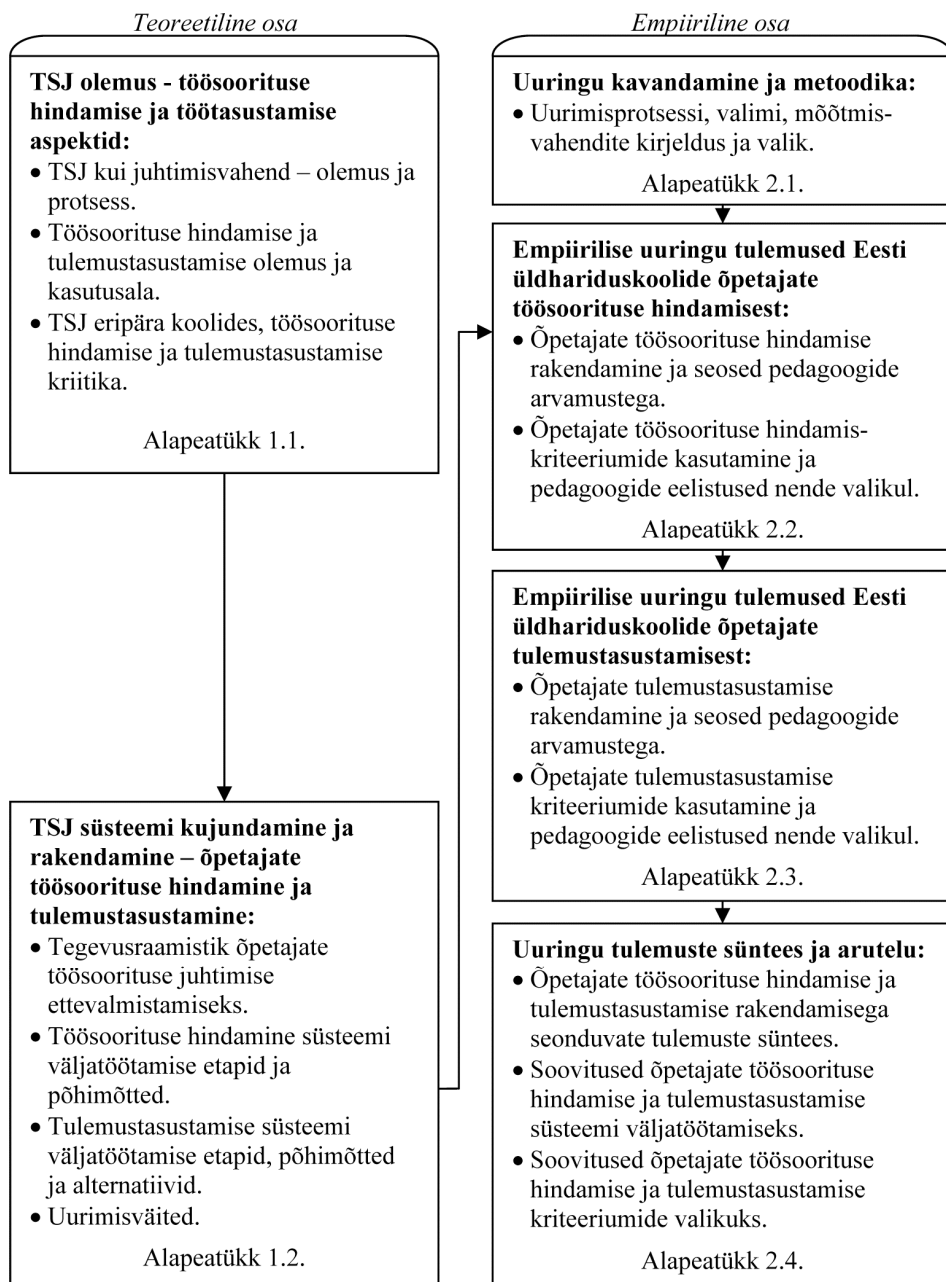 Teoreetiline osa
TSJ olemus - töösoorituse
hindamise ja töötasustamise
aspektid:
• TSJ kui juhtimisvahend – olemus ja
protsess.
• Töösoorituse hindamise ja
tulemustasustamise olemus ja
kasutusala.
• TSJ eripära koolides, töösoorituse
hindamise ja tulemustasustamise
kriitika.
Alapeatükk 1.1.
TSJ süsteemi kujundamine ja
rakendamine – õpetajate
töösoorituse hindamine ja
tulemustasustamine:
• Tegevusraamistik õpetajate
töösoorituse juhtimise
ettevalmistamiseks.
• Töösoorituse hindamine süsteemi
väljatöötamise etapid ja
põhimõtted.
• Tulemustasustamise süsteemi
väljatöötamise etapid, põhimõtted
ja alternatiivid.
• Uurimisväited.
Alapeatükk 1.2.
Empiiriline osa
Uuringu kavandamine ja metoodika:
• Uurimisprotsessi, valimi, mõõtmis-
vahendite kirjeldus ja valik.
Alapeatükk 2.1.
Empiirilise uuringu tulemused Eesti
üldhariduskoolide õpetajate
töösoorituse hindamisest:
• Õpetajate töösoorituse hindamise
rakendamine ja seosed pedagoogide
arvamustega.
• Õpetajate töösoorituse hindamis-
kriteeriumide kasutamine ja
pedagoogide eelistused nende valikul.
Alapeatükk 2.2.
Empiirilise uuringu tulemused Eesti
üldhariduskoolide õpetajate
tulemustasustamisest:
• Õpetajate tulemustasustamise
rakendamine ja seosed pedagoogide
arvamustega.
• Õpetajate tulemustasustamise
kriteeriumide kasutamine ja
pedagoogide eelistused nende valikul.
Alapeatükk 2.3.
Uuringu tulemuste süntees ja arutelu:
• Õpetajate töösoorituse hindamise ja
tulemustasustamise rakendamisega
seonduvate tulemuste süntees.
• Soovitused õpetajate töösoorituse
hindamise ja tulemustasustamise
süsteemi väljatöötamiseks.
• Soovitused õpetajate töösoorituse
hindamise ja tulemustasustamise
kriteeriumide valikuks.
Alapeatükk 2.4.